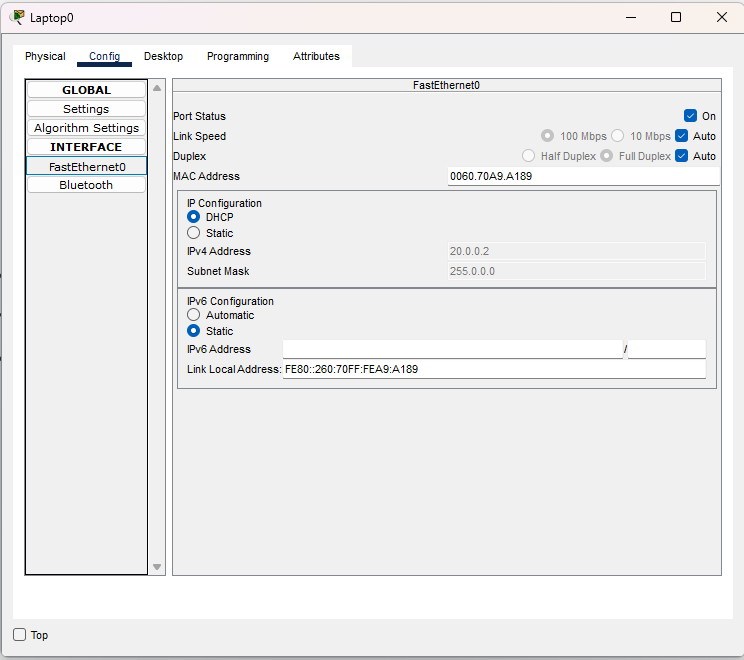 Laptop0
Physical Config Desktop Programming Attributes
GLOBAL
Settings
Algorithm Settings
INTERFACE
FastEthernet0
Bluetooth
FastEthernet0
Port Status On
Link Speed 100 Mbps 10 Mbps Auto
Duplex Half Duplex Full Duplex Auto
MAC Address 0060.70A9.A189
IP Configuration
DHCP
Static
IPv4 Address 20.0.0.2
Subnet Mask 255.0.0.0
IPv6 Configuration
Automatic
Static
IPv6 Address /
Link Local Address: FE80::260:70FF:FEA9:A189
Top